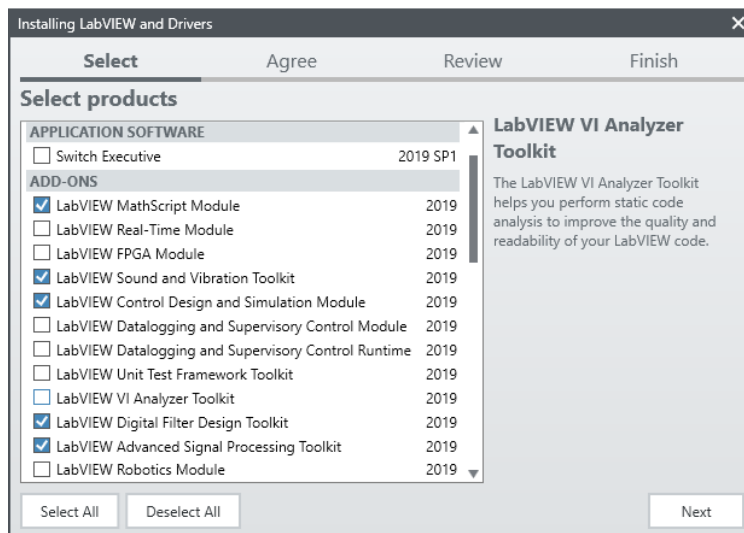 Installing LabVIEW and Drivers
Select Agree Review Finish
Select products
APPLICATION SOFTWARE
Switch Executive 2019 SP1
ADD-ONS
LabVIEW MathScript Module 2019
LabVIEW Real-Time Module 2019
LabVIEW FPGA Module 2019
LabVIEW Sound and Vibration Toolkit 2019
LabVIEW Control Design and Simulation Module 2019
LabVIEW Datalogging and Supervisory Control Module 2019
LabVIEW Datalogging and Supervisory Control Runtime 2019
LabVIEW Unit Test Framework Toolkit 2019
LabVIEW VI Analyzer Toolkit 2019
LabVIEW Digital Filter Design Toolkit 2019
LabVIEW Advanced Signal Processing Toolkit 2019
LabVIEW Robotics Module 2019
LabVIEW VI Analyzer
Toolkit
The LabVIEW VI Analyzer Toolkit
helps you perform static code
analysis to improve the quality and
readability of your LabVIEW code.
Select All Deselect All Next